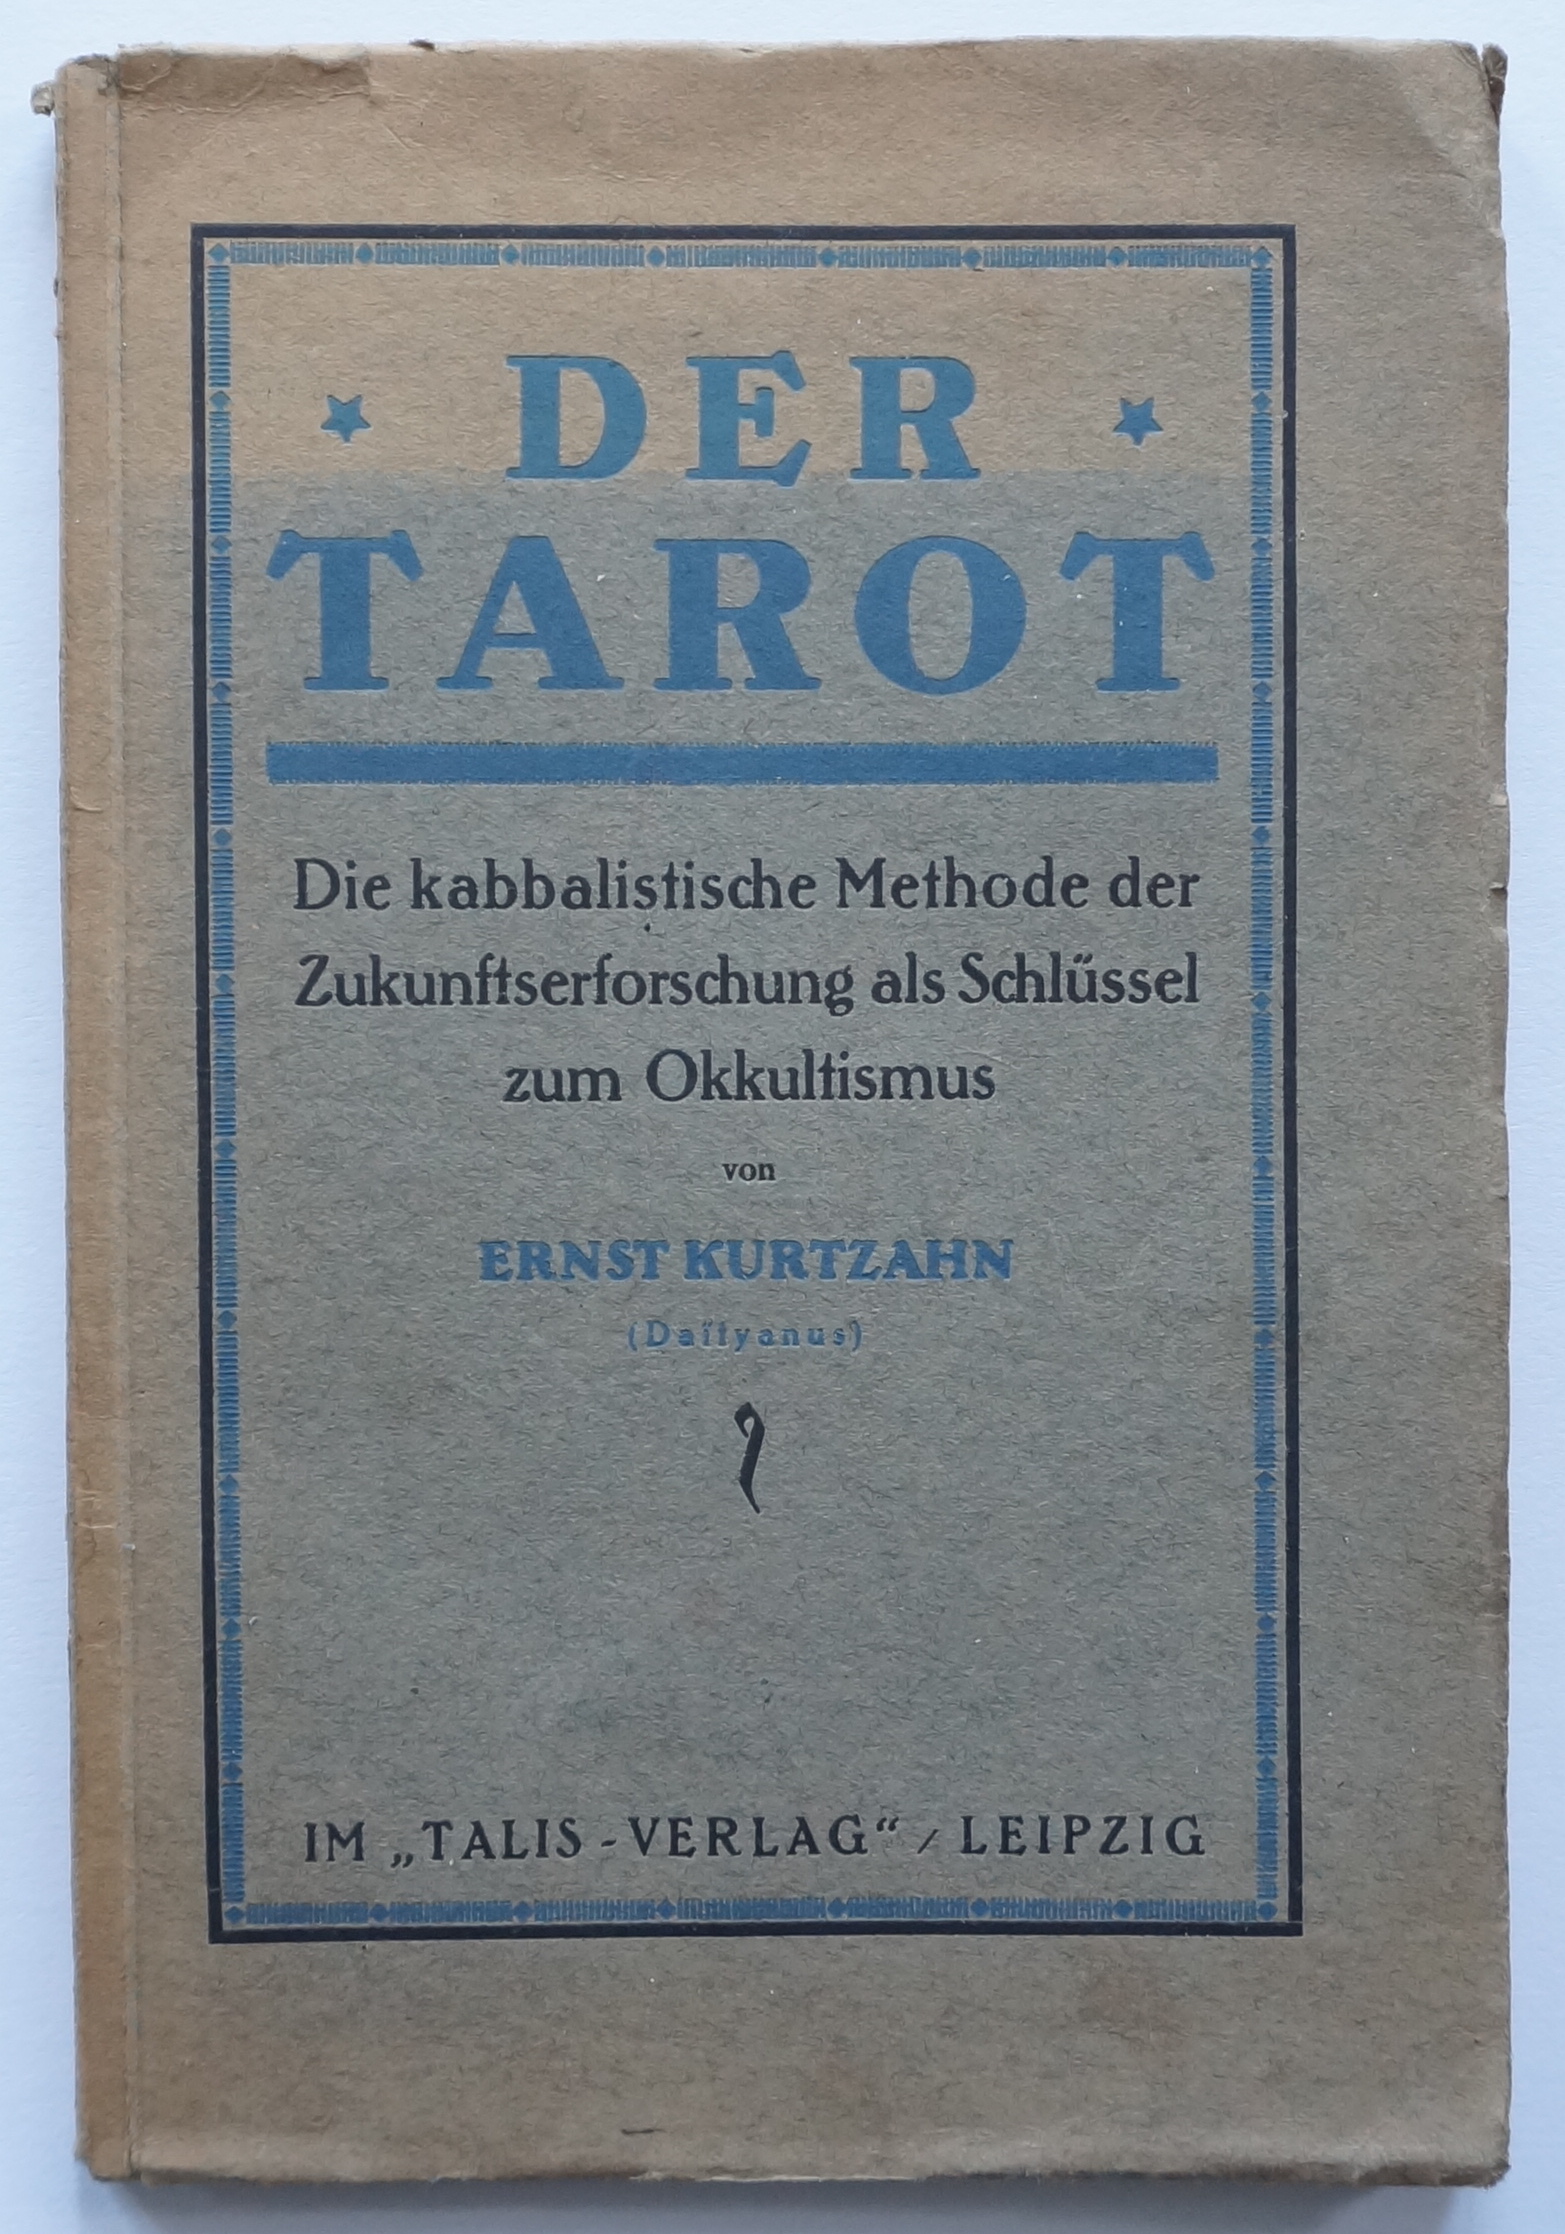 DER
TAROT
Die kabbalistische Methode der
Zukunftserforschung als Schlüssel
zum Okkultismus
von
ERNST KURTZAHN
(Daïtyanus)
IM „TALIS-VERLAG“ / LEIPZIG